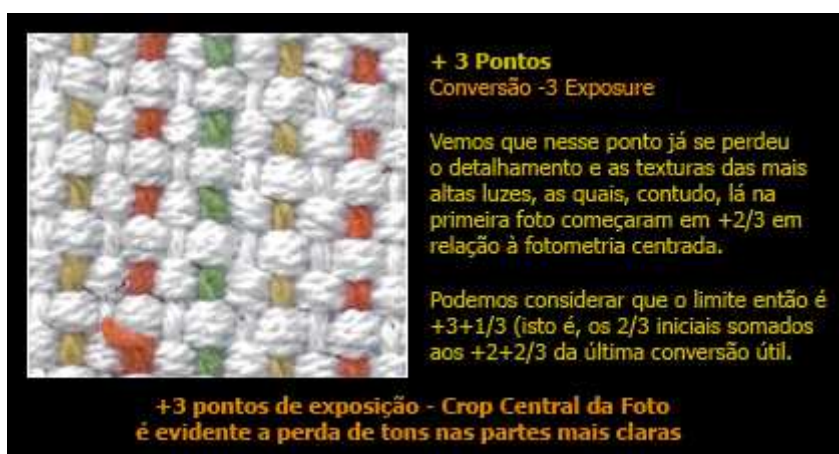 + 3 Pontos
Conversão -3 Exposure
Vemos que nesse ponto já se perdeu
o detalhamento e as texturas das mais
altas luzes, as quais, contudo, lá na
primeira foto começaram em +2/3 em
relação à fotometria centrada.
Podemos considerar que o limite então é
+3+1/3 (isto é, os 2/3 iniciais somados
aos +2+2/3 da última conversão útil.
+3 pontos de exposição - Crop Central da Foto
é evidente a perda de tons nas partes mais claras